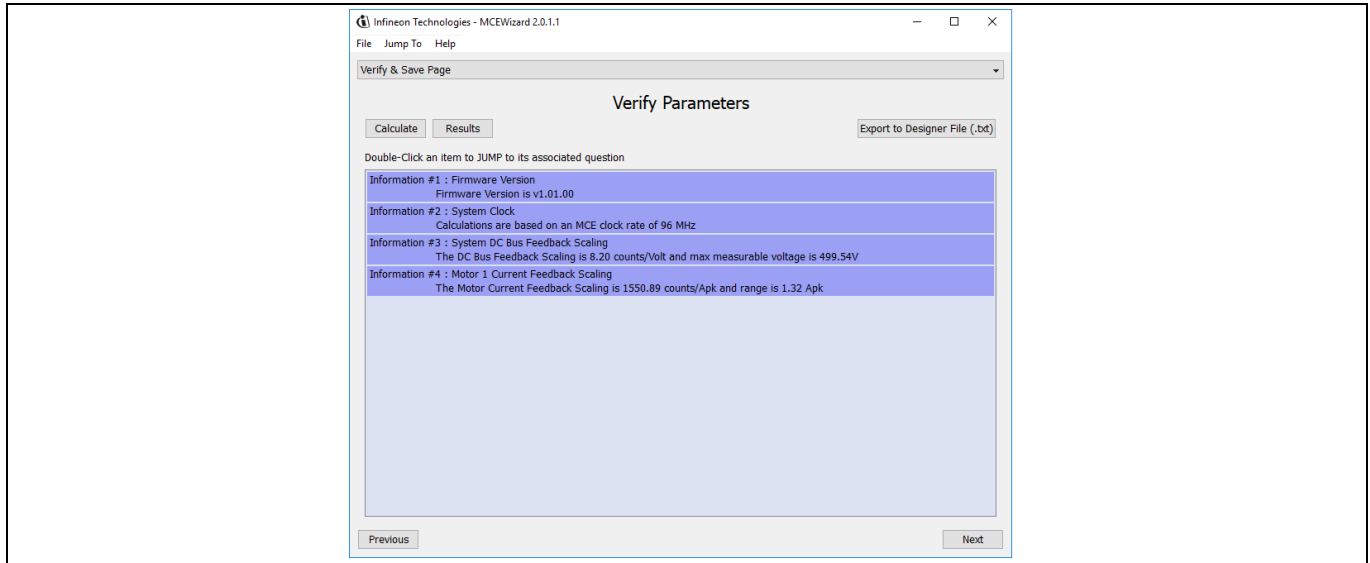 Infineon Technologies - MCEWizard 2.0.1.1
File Jump To Help
Verify & Save Page
Verify Parameters
Calculate Results Export to Designer File (.txt)
Double-Click an item to JUMP to its associated question
Information #1 : Firmware Version
Firmware Version is v1.01.00
Information #2 : System Clock
Calculations are based on an MCE clock rate of 96 MHz
Information #3 : System DC Bus Feedback Scaling
The DC Bus Feedback Scaling is 8.20 counts/Volt and max measurable voltage is 499.54V
Information #4 : Motor 1 Current Feedback Scaling
The Motor Current Feedback Scaling is 1550.89 counts/Apk and range is 1.32 Apk
Previous Next